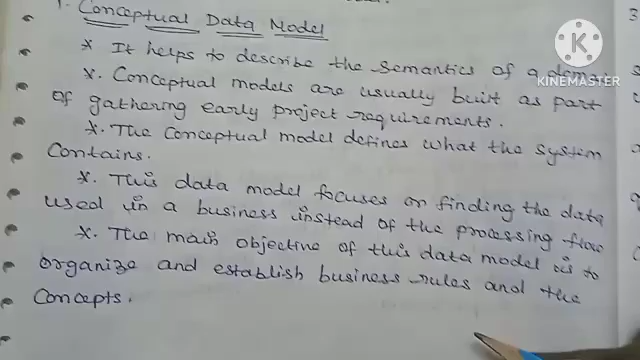 1. Conceptual Data Model
* It helps to describe the semantics of a
*. Conceptual models are usually built as part
of gathering early project requirements.
*. The conceptual model defines what the system
Contains.
*. This data model focuses on finding the data
used in a business instead of the processing flow
*. The main objective of this data model is to
organize and establish business rules and the
Concepts.
KINEMASTER